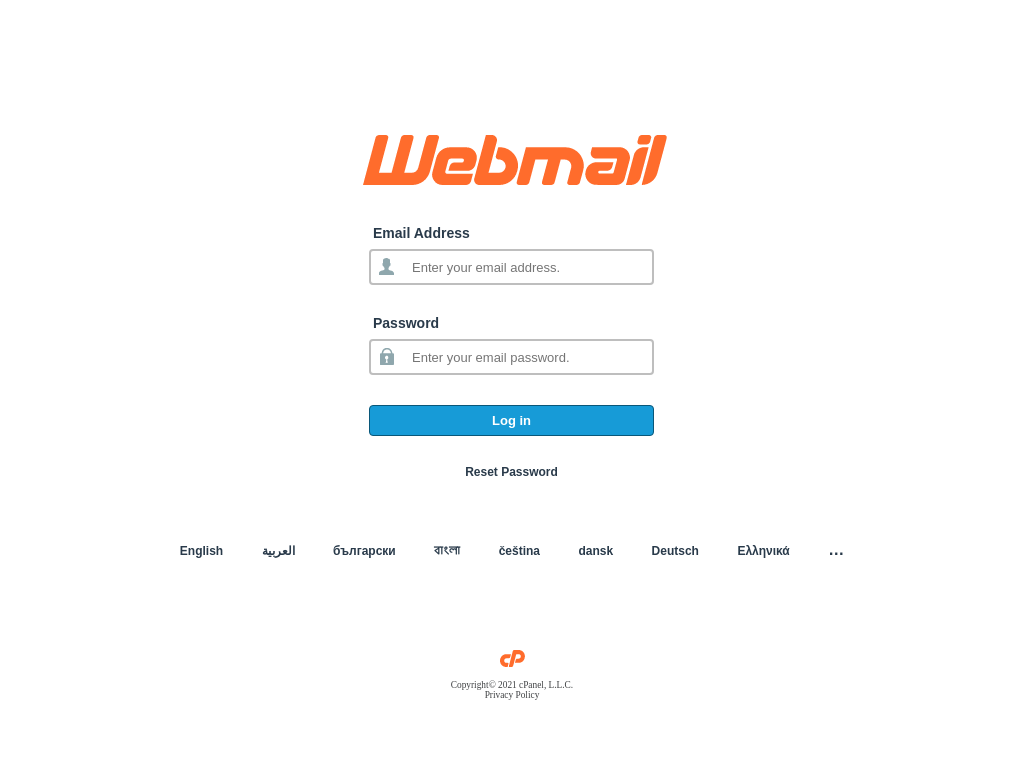 Webmail
Email Address
Enter your email address.
Password
Enter your email password.
Log in
Reset Password
English العربية български বাংলা čeština dansk Deutsch Ελληνικά ...
cP
Copyright© 2021 cPanel, L.L.C.
Privacy Policy